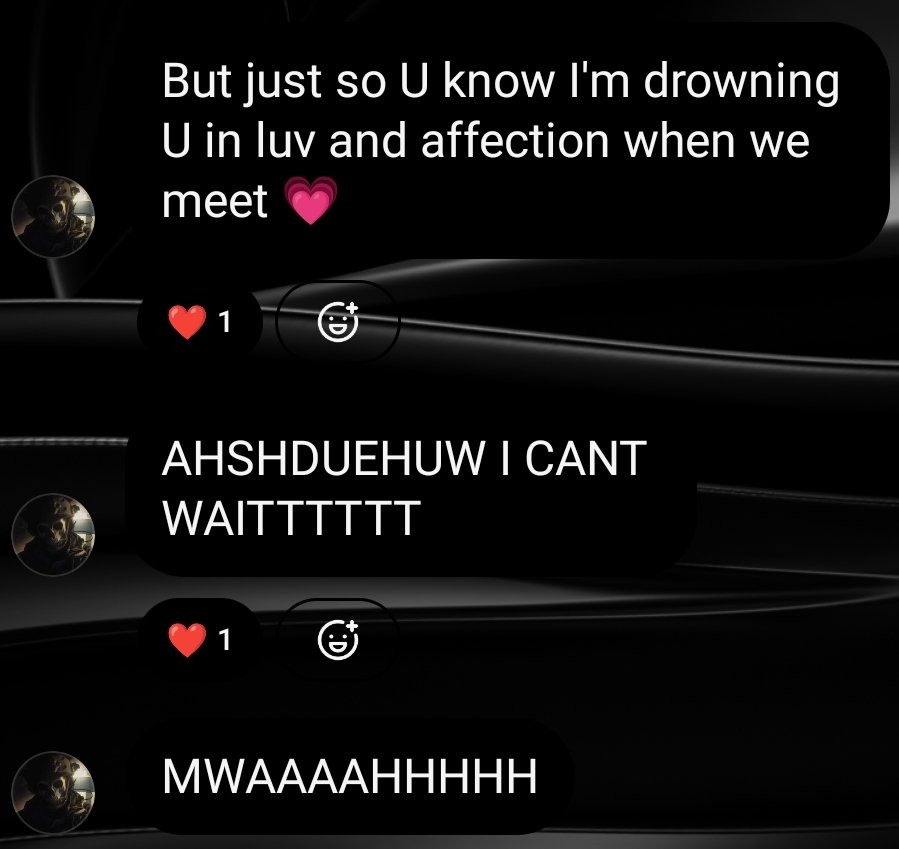 But just so U know I'm drowning
U in luv and affection when we
meet 💗
❤️ 1
AHSHDUEHUW I CANT
WAITTTTTT
❤️ 1
MWAAAAHHHHH